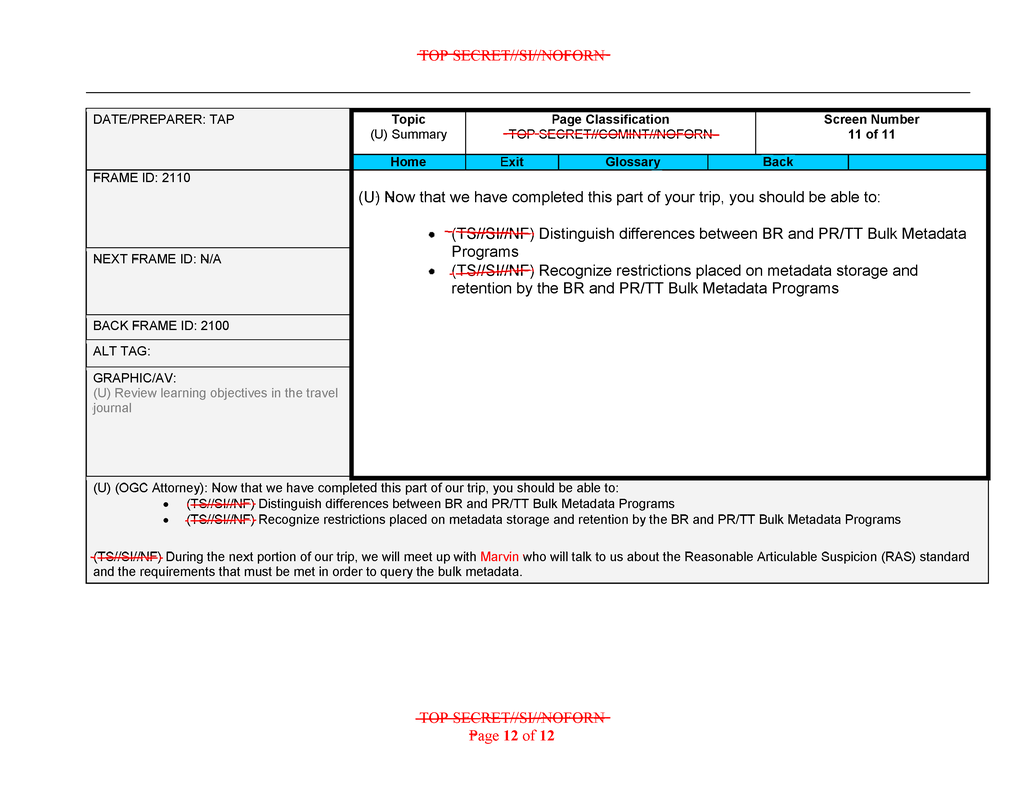 TOP SECRET//SI//NOFORN
DATE/PREPARER: TAP
Topic
(U) Summary
Page Classification
TOP SECRET//COMINT//NOFORN
Screen Number
11 of 11
Home Exit Glossary Back
FRAME ID: 2110
NEXT FRAME ID: N/A
BACK FRAME ID: 2100
ALT TAG:
GRAPHIC/AV:
(U) Review learning objectives in the travel
journal
(U) Now that we have completed this part of your trip, you should be able to:
• (TS//SI//NF) Distinguish differences between BR and PR/TT Bulk Metadata
Programs
• (TS//SI//NF) Recognize restrictions placed on metadata storage and
retention by the BR and PR/TT Bulk Metadata Programs
(U) (OGC Attorney): Now that we have completed this part of our trip, you should be able to:
• (TS//SI//NF) Distinguish differences between BR and PR/TT Bulk Metadata Programs
• (TS//SI//NF) Recognize restrictions placed on metadata storage and retention by the BR and PR/TT Bulk Metadata Programs
(TS//SI//NF) During the next portion of our trip, we will meet up with Marvin who will talk to us about the Reasonable Articulable Suspicion (RAS) standard
and the requirements that must be met in order to query the bulk metadata.
TOP SECRET//SI//NOFORN
Page 12 of 12